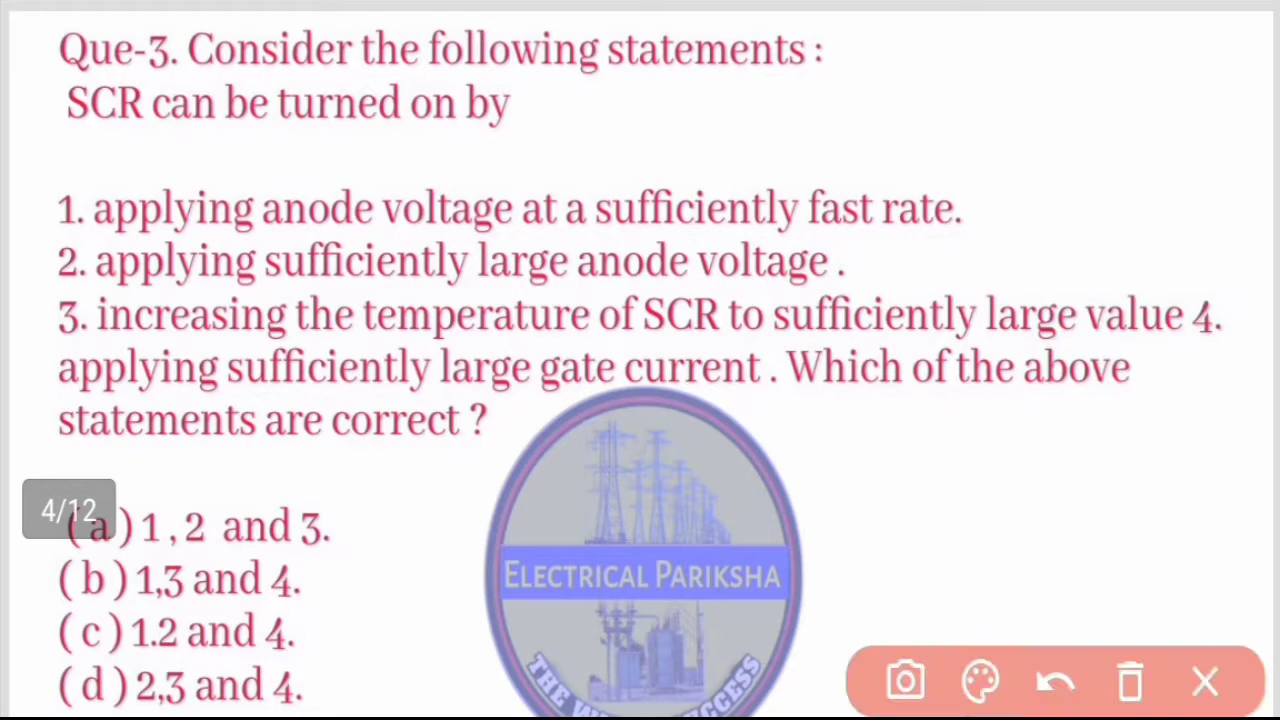 Que-3. Consider the following statements :
SCR can be turned on by
1. applying anode voltage at a sufficiently fast rate.
2. applying sufficiently large anode voltage .
3. increasing the temperature of SCR to sufficiently large value 4.
applying sufficiently large gate current . Which of the above
statements are correct ?
4/12
( a ) 1 , 2 and 3.
( b ) 1,3 and 4.
( c ) 1.2 and 4.
( d ) 2,3 and 4.
ELECTRICAL PARIKSHA
THE